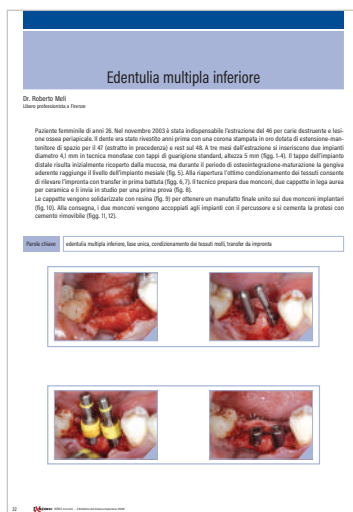 Edentulia multipla inferiore
Dr. Roberto Meli
Libero professionista a Firenze
Paziente femminile di anni 26. Nel novembre 2003 è stata indispensabile l'estrazione del 46 per carie destruente e lesi-
one ossea periapicale. Il dente era stato rivestito anni prima con una corona stampata in oro dotata di estensione-man-
tenitore di spazio per il 47 (estratto in precedenza) e rest sul 48. A tre mesi dall'estrazione si inseriscono due impianti
diametro 4,1 mm in tecnica monofase con tappi di guarigione standard, altezza 5 mm (figg. 1-4). Il tappo dell'impianto
distale risulta inizialmente ricoperto dalla mucosa, ma durante il periodo di osteointegrazione-maturazione la gengiva
aderente raggiunge il livello dell'impianto mesiale (fig. 5). Alla riapertura l'ottimo condizionamento dei tessuti consente
di rilevare l'impronta con transfer in prima battuta (figg. 6, 7). Il tecnico prepara due monconi, due cappette in lega aurea
per ceramica e li invia in studio per una prima prova (fig. 8).
Le cappette vengono solidarizzate con resina (fig. 9) per ottenere un manufatto finale unito sui due monconi implantari
(fig. 10). Alla consegna, i due monconi vengono accoppiati agli impianti con il percussore e si cementa la protesi con
cemento rimovibile (figg. 11, 12).
Parole chiave
edentulia multipla inferiore, fase unica, condizionamento dei tessuti molli, transfer da impronta
32